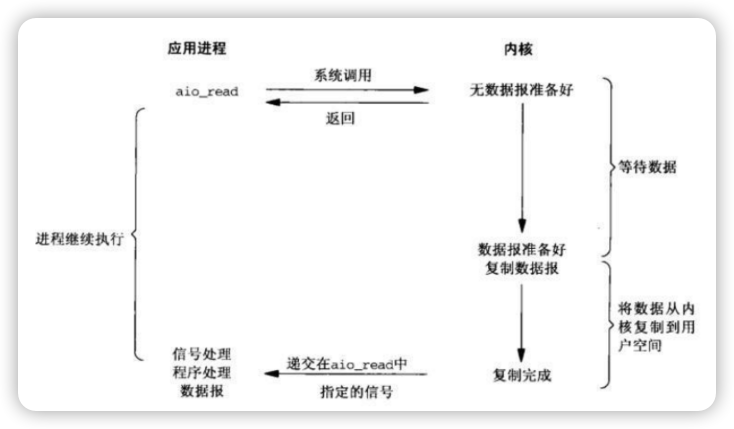 应用进程
内核
系统调用
aio_read
无数据报准备好
返回
等待数据
进程继续执行
数据报准备好
复制数据报
将数据从内
核复制到用
户空间
信号处理
程序处理
数据报
递交在aio_read中
指定的信号
复制完成